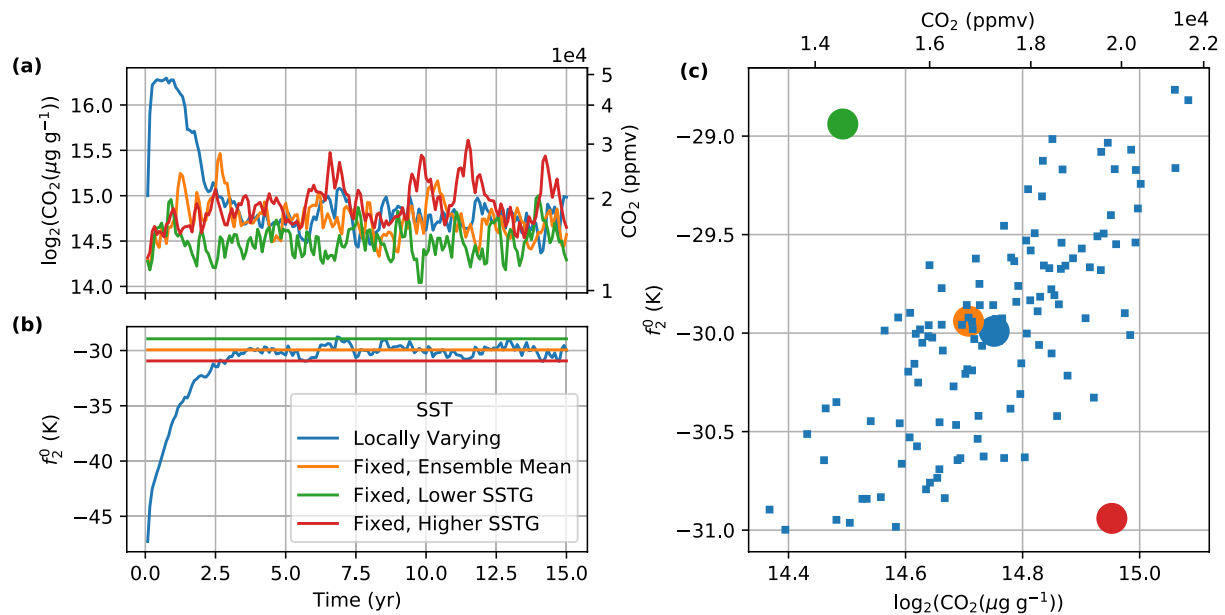 (a)
1e4
16.0
15.5
15.0
14.5
14.0
log₂(CO₂(μg g⁻¹))
5
4
3
2
1
CO₂ (ppmv)
(b)
−30
−35
−40
−45
f₂⁰ (K)
SST
Locally Varying
Fixed, Ensemble Mean
Fixed, Lower SSTG
Fixed, Higher SSTG
0.0 2.5 5.0 7.5 10.0 12.5 15.0
Time (yr)
CO₂ (ppmv)
1e4
1.4 1.6 1.8 2.0 2.2
(c)
−29.0
−29.5
−30.0
−30.5
−31.0
f₂⁰ (K)
14.4 14.6 14.8 15.0
log₂(CO₂(μg g⁻¹))